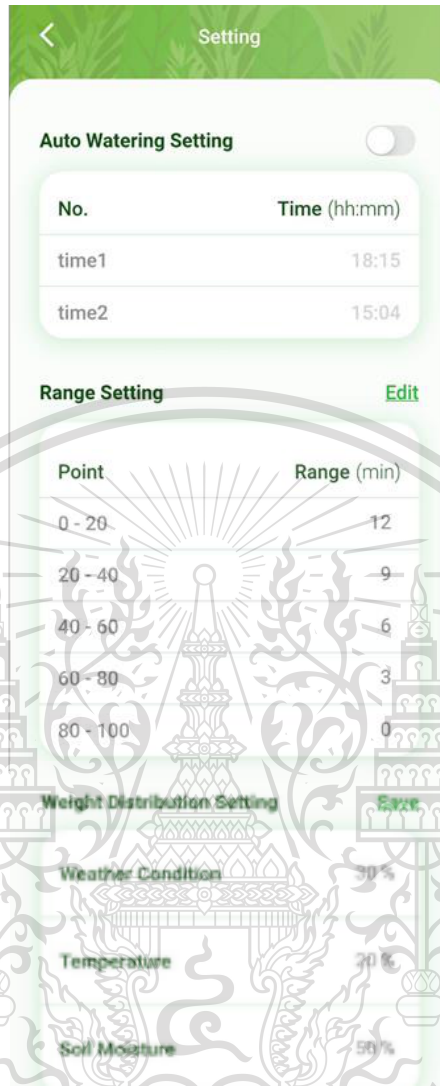 Setting
Auto Watering Setting
No. Time (hh:mm)
time1 18:15
time2 15:04
Range Setting Edit
Point Range (min)
0 - 20 12
20 - 40 9
40 - 60 6
60 - 80 3
80 - 100 0
Weight Distribution Setting Save
Weather Condition 30 %
Temperature 20 %
Soil Moisture 50 %